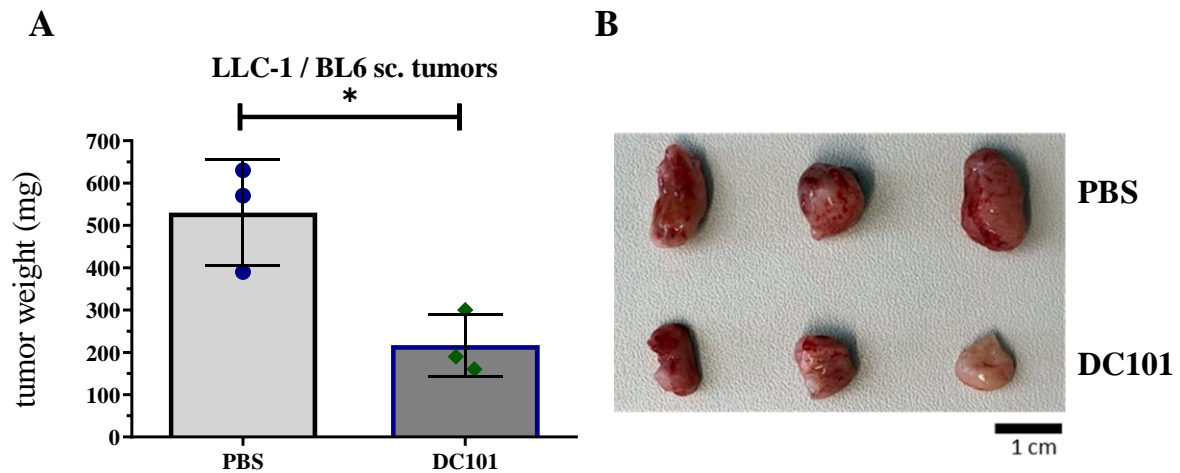 A
LLC-1 / BL6 sc. tumors
*
tumor weight (mg)
700
600
500
400
300
200
100
0
PBS
DC101
B
PBS
DC101
1 cm